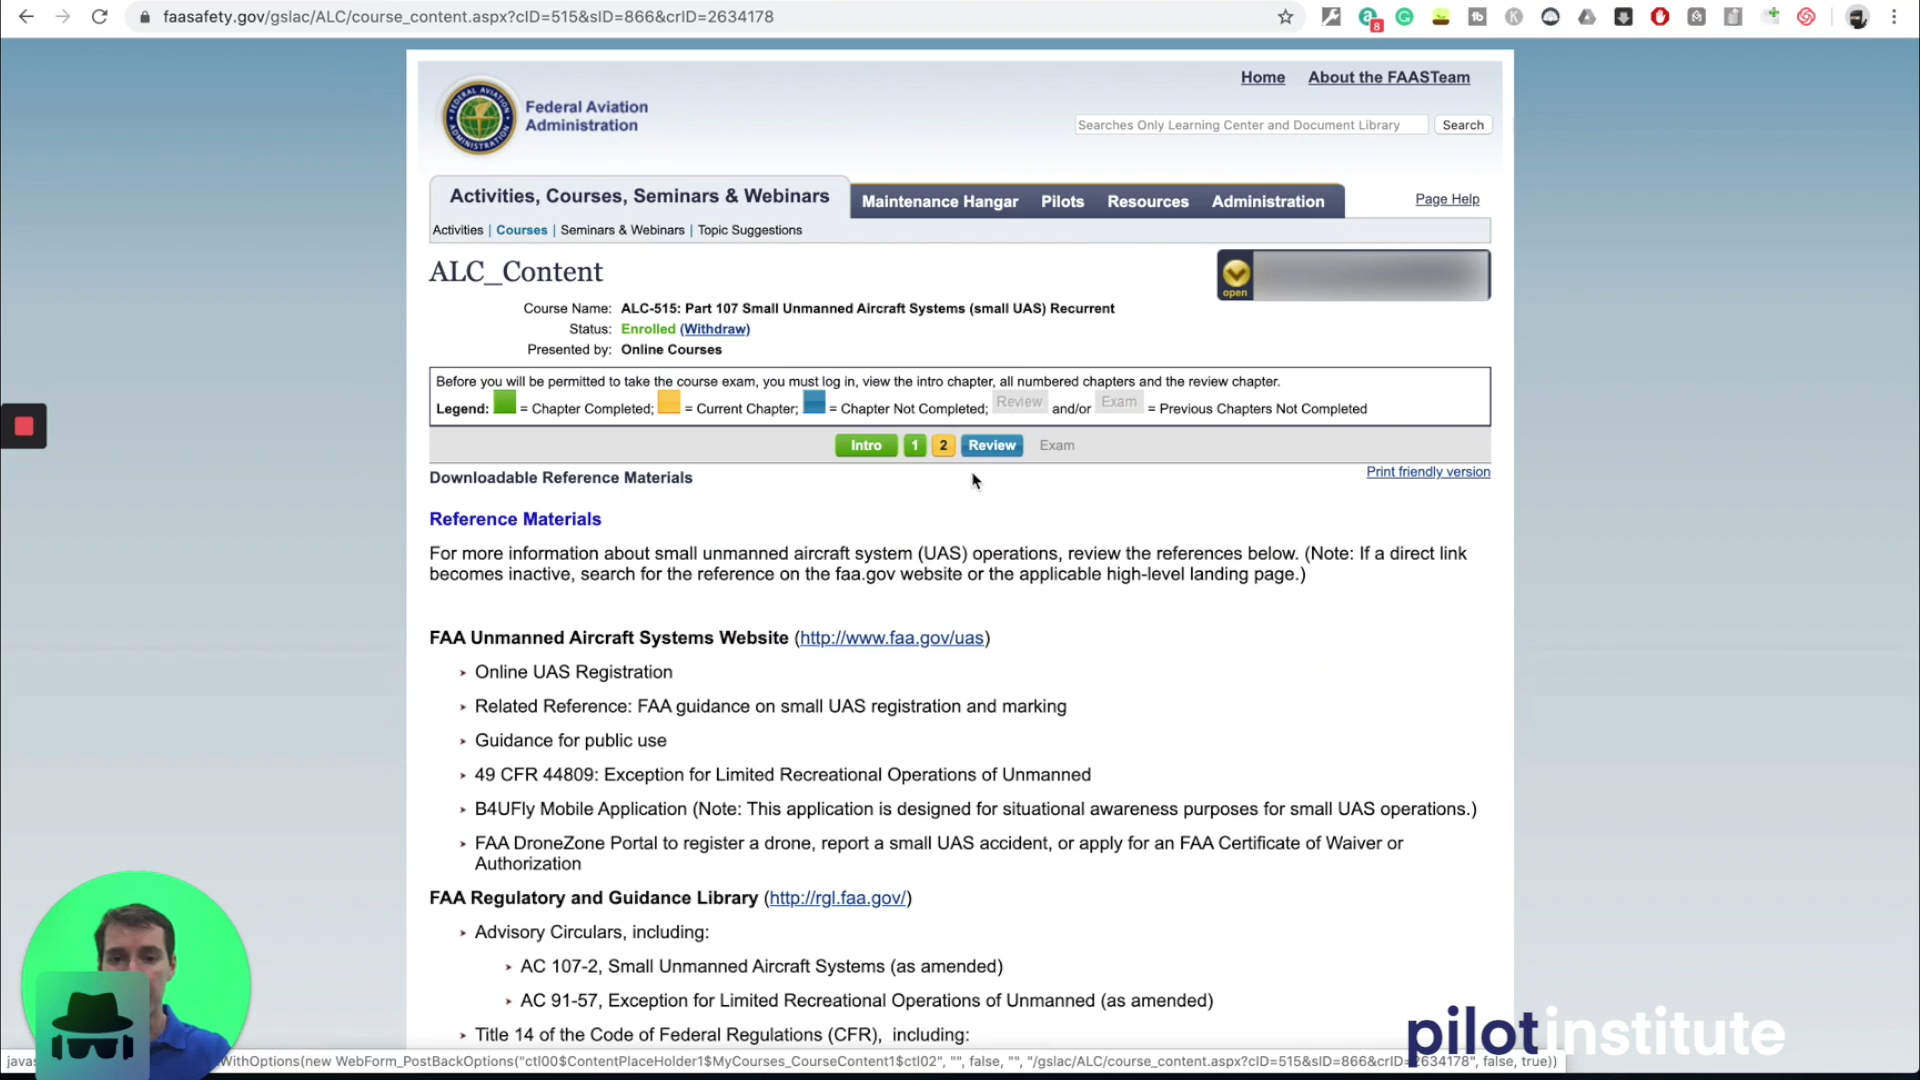 faasafety.gov/gslac/ALC/course_content.aspx?cID=515&sID=866&crID=2634178
8
Home About the FAASTeam
Federal Aviation
Administration
Searches Only Learning Center and Document Library Search
Activities, Courses, Seminars & Webinars Maintenance Hangar Pilots Resources Administration Page Help
Activities | Courses | Seminars & Webinars | Topic Suggestions
ALC_Content
open
Course Name: ALC-515: Part 107 Small Unmanned Aircraft Systems (small UAS) Recurrent
Status: Enrolled (Withdraw)
Presented by: Online Courses
Before you will be permitted to take the course exam, you must log in, view the intro chapter, all numbered chapters and the review chapter.
Legend: = Chapter Completed; = Current Chapter; = Chapter Not Completed; Review and/or Exam = Previous Chapters Not Completed
Intro 1 2 Review Exam
Downloadable Reference Materials Print friendly version
Reference Materials
For more information about small unmanned aircraft system (UAS) operations, review the references below. (Note: If a direct link
becomes inactive, search for the reference on the faa.gov website or the applicable high-level landing page.)
FAA Unmanned Aircraft Systems Website (http://www.faa.gov/uas)
Online UAS Registration
Related Reference: FAA guidance on small UAS registration and marking
Guidance for public use
49 CFR 44809: Exception for Limited Recreational Operations of Unmanned
B4UFly Mobile Application (Note: This application is designed for situational awareness purposes for small UAS operations.)
FAA DroneZone Portal to register a drone, report a small UAS accident, or apply for an FAA Certificate of Waiver or
Authorization
FAA Regulatory and Guidance Library (http://rgl.faa.gov/)
Advisory Circulars, including:
AC 107-2, Small Unmanned Aircraft Systems (as amended)
AC 91-57, Exception for Limited Recreational Operations of Unmanned (as amended)
Title 14 of the Code of Federal Regulations (CFR), including:
pilotinstitute
javas WithOptions(new WebForm_PostBackOptions("ctl00$ContentPlaceHolder1$MyCourses_CourseContent1$ctl02", "", false, "", "/gslac/ALC/course_content.aspx?cID=515&sID=866&crID=2634178", false, true))